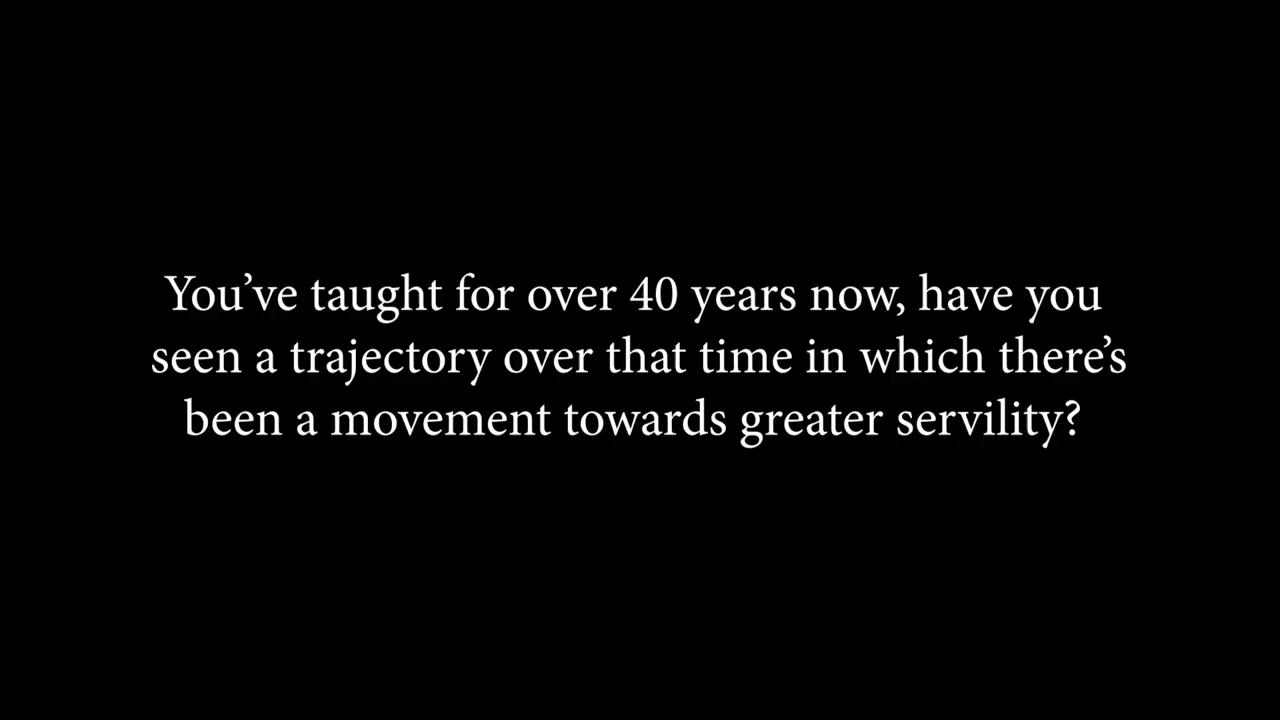 You’ve taught for over 40 years now, have you
seen a trajectory over that time in which there’s
been a movement towards greater servility?